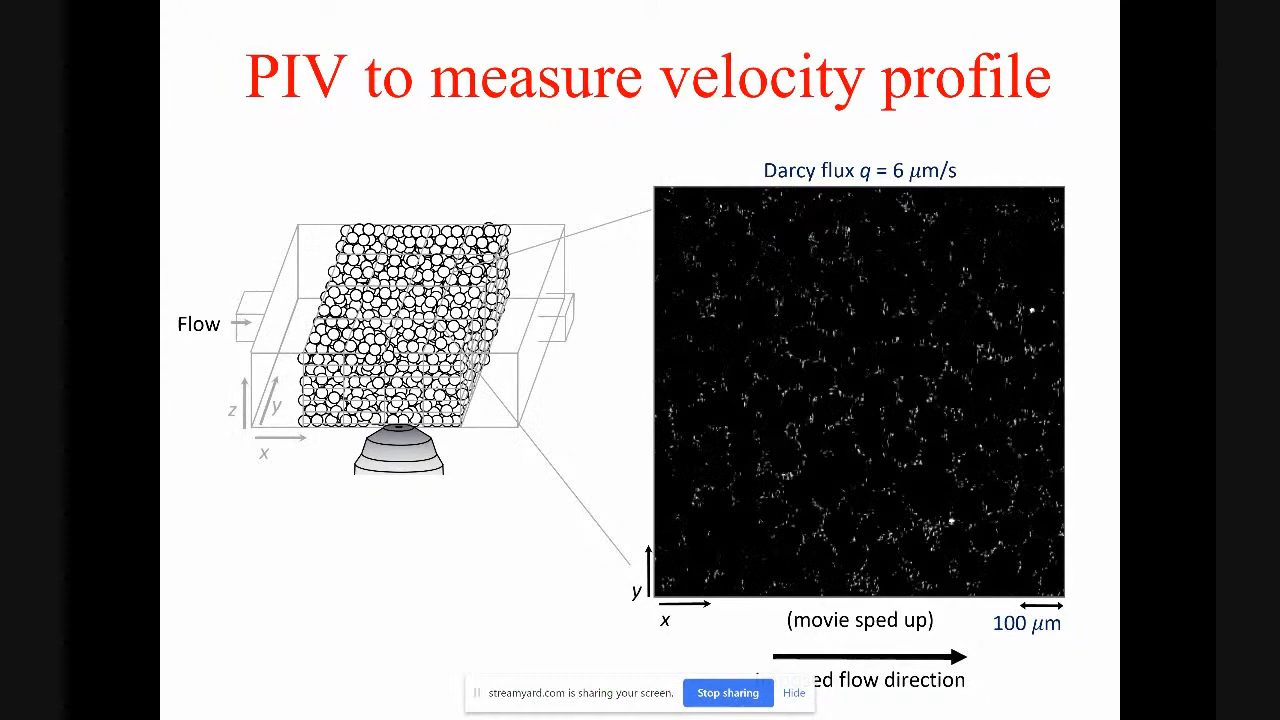 PIV to measure velocity profile
Darcy flux q = 6 μm/s
Flow
z
y
x
y
x
(movie sped up)
100 μm
flow direction
streamyard.com is sharing your screen.
Stop sharing
Hide